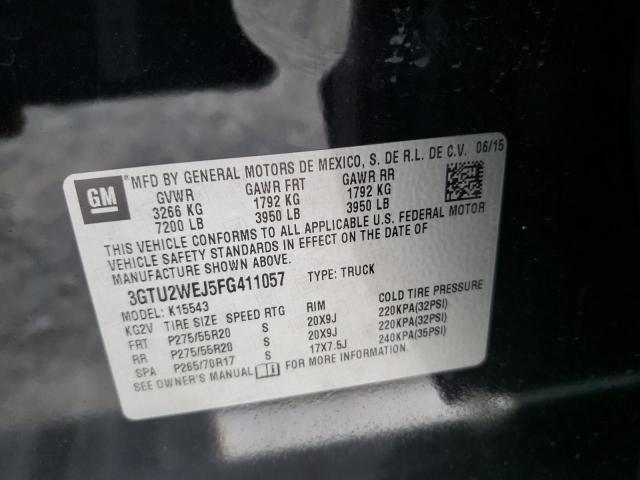 GM
MFD BY GENERAL MOTORS DE MEXICO, S. DE R.L. DE C.V. 06/15
GVWR GAWR FRT GAWR RR
3266 KG 1792 KG 1792 KG
7200 LB 3950 LB 3950 LB
THIS VEHICLE CONFORMS TO ALL APPLICABLE U.S. FEDERAL MOTOR
VEHICLE SAFETY STANDARDS IN EFFECT ON THE DATE OF
MANUFACTURE SHOWN ABOVE.
3GTU2WEJ5FG411057 TYPE: TRUCK
MODEL: K15543
KG2V TIRE SIZE SPEED RTG RIM COLD TIRE PRESSURE
FRT P275/55R20 S 20X9J 220KPA(32PSI)
RR P275/55R20 S 20X9J 220KPA(32PSI)
SPA P265/70R17 S 17X7.5J 240KPA(35PSI)
SEE OWNER'S MANUAL FOR MORE INFORMATION.